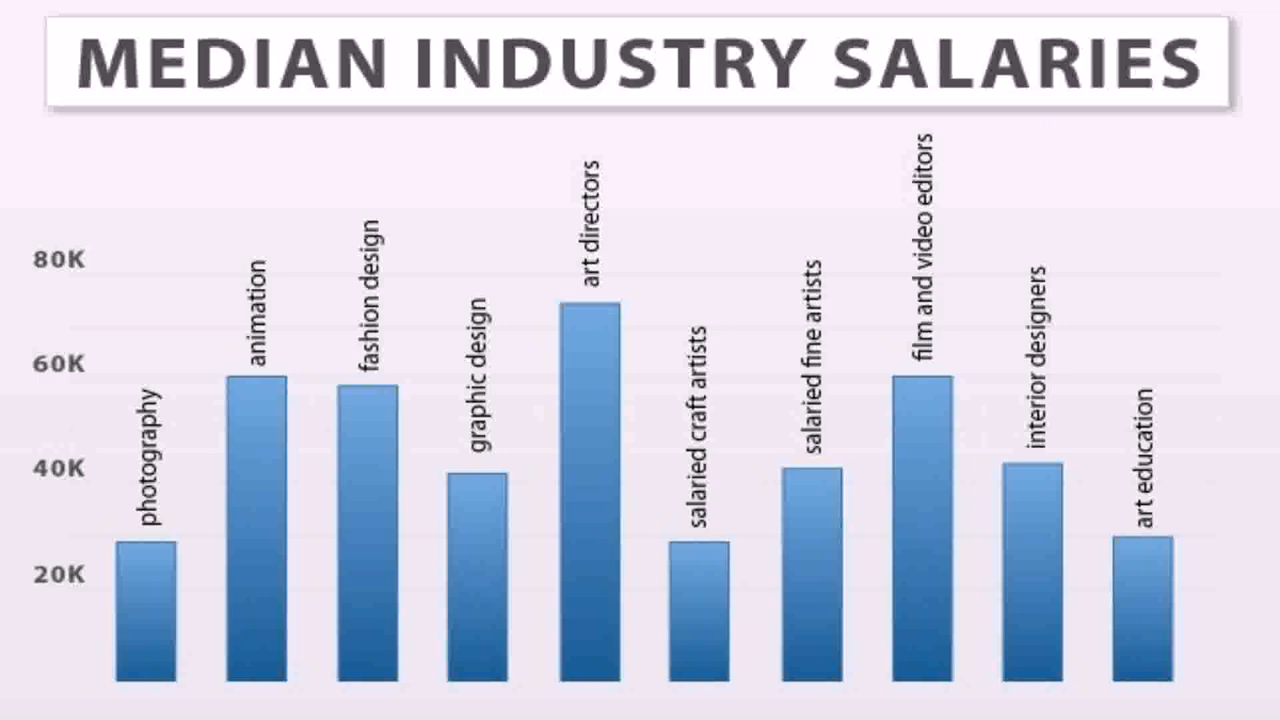 MEDIAN INDUSTRY SALARIES
80K
60K
40K
20K
photography
animation
fashion design
graphic design
art directors
salaried craft artists
salaried fine artists
film and video editors
interior designers
art education